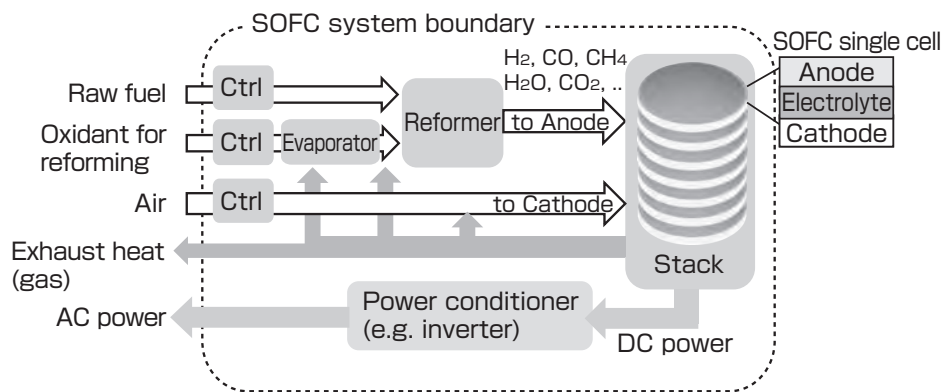 SOFC system boundary
SOFC single cell
Anode
Electrolyte
Cathode
H2, CO, CH4
H2O, CO2, ..
Raw fuel
Ctrl
Oxidant for
reforming
Ctrl
Evaporator
Reformer
to Anode
Air
Ctrl
to Cathode
Exhaust heat
(gas)
Stack
AC power
Power conditioner
(e.g. inverter)
DC power